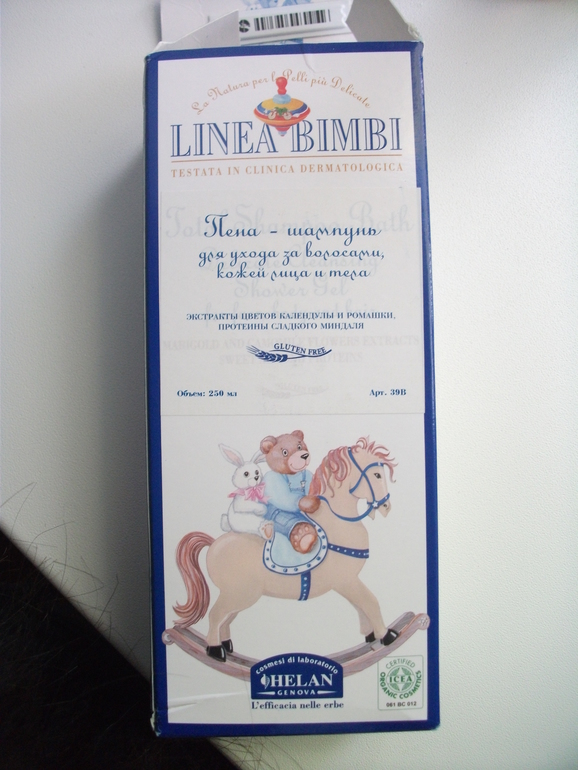 La Natura per le Pelli più Delicate
LINEA BIMBI
TESTATA IN CLINICA DERMATOLOGICA
Пена - шампунь
для ухода за волосами,
кожей лица и тела
ЭКСТРАКТЫ ЦВЕТОВ КАЛЕНДУЛЫ И РОМАШКИ,
ПРОТЕИНЫ СЛАДКОГО МИНДАЛЯ
GLUTEN FREE
Объем: 250 мл
Арт. 39B
cosmesi di laboratorio
HELAN
GENOVA
L'efficacia nelle erbe
CERTIFIED
ICEA
ORGANIC COSMETICS
061 BC 012